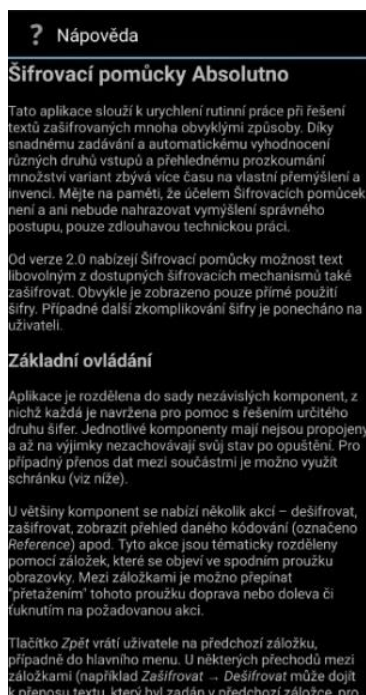 ? Nápověda
Šifrovací pomůcky Absolutno
Tato aplikace slouží k urychlení rutinní práce při řešení
textů zašifrovaných mnoha obvyklými způsoby. Díky
snadnému zadávání a automatickému vyhodnocení
různých druhů vstupů a přehlednému prozkoumání
množství variant zbývá více času na vlastní přemýšlení a
invenci. Mějte na paměti, že účelem Šifrovacích pomůcek
není a ani nebude nahrazovat vymýšlení správného
postupu, pouze zdlouhavou technickou práci.
Od verze 2.0 nabízejí Šifrovací pomůcky možnost text
libovolným z dostupných šifrovacích mechanismů také
zašifrovat. Obvykle je zobrazeno pouze přímé použití
šifry. Případné další zkomplikování šifry je ponecháno na
uživateli.
Základní ovládání
Aplikace je rozdělena do sady nezávislých komponent, z
nichž každá je navržena pro pomoc s řešením určitého
druhu šifer. Jednotlivé komponenty mají nejsou propojeny
a až na výjimky nezachovávají svůj stav po opuštění. Pro
případný přenos dat mezi součástmi je možno využít
schránku (viz níže).
U většiny komponent se nabízí několik akcí – dešifrovat,
zašifrovat, zobrazit přehled daného kódování (označeno
Reference) apod. Tyto akce jsou tématicky rozděleny
pomocí záložek, které se objeví ve spodním proužku
obrazovky. Mezi záložkami je možno přepínat
"přetažením" tohoto proužku doprava nebo doleva či
ťuknutím na požadovanou akci.
Tlačítko Zpět vrátí uživatele na předchozí záložku,
případně do hlavního menu. U některých přechodů mezi
záložkami (například Zašifrovat → Dešifrovat může dojít
k přenosu textu, který byl zadán v předchozí záložce, pro